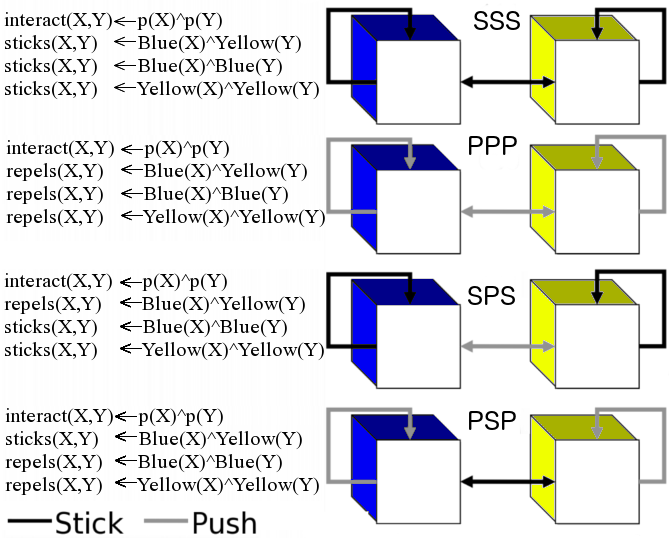 interact(X,Y)←p(X)^p(Y)
SSS
sticks(X,Y) ←Blue(X)^Yellow(Y)
sticks(X,Y) ←Blue(X)^Blue(Y)
sticks(X,Y) ←Yellow(X)^Yellow(Y)
interact(X,Y) ←p(X)^p(Y)
PPP
repels(X,Y) ←Blue(X)^Yellow(Y)
repels(X,Y) ←Blue(X)^Blue(Y)
repels(X,Y) ←Yellow(X)^Yellow(Y)
interact(X,Y) ←p(X)^p(Y)
SPS
repels(X,Y) ←Blue(X)^Yellow(Y)
sticks(X,Y) ←Blue(X)^Blue(Y)
sticks(X,Y) ←Yellow(X)^Yellow(Y)
interact(X,Y)←p(X)^p(Y)
PSP
sticks(X,Y) ←Blue(X)^Yellow(Y)
repels(X,Y) ←Blue(X)^Blue(Y)
repels(X,Y) ←Yellow(X)^Yellow(Y)
Stick Push